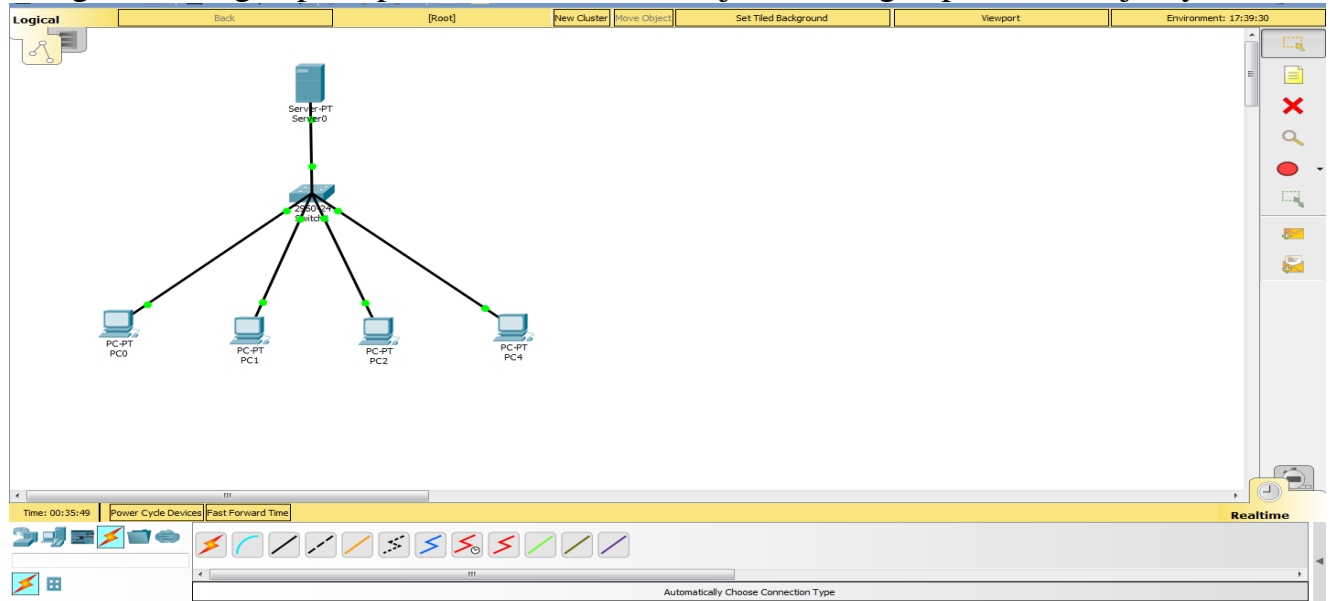 Logical Back [Root] New Cluster Move Object Set Tiled Background Viewport Environment: 17:39:30
Server-PT
Server0
2950-24
PC-PT
PC0
PC-PT
PC1
PC-PT
PC2
PC-PT
PC4
Time: 00:35:49 Power Cycle Devices Fast Forward Time
Realtime
Automatically Choose Connection Type